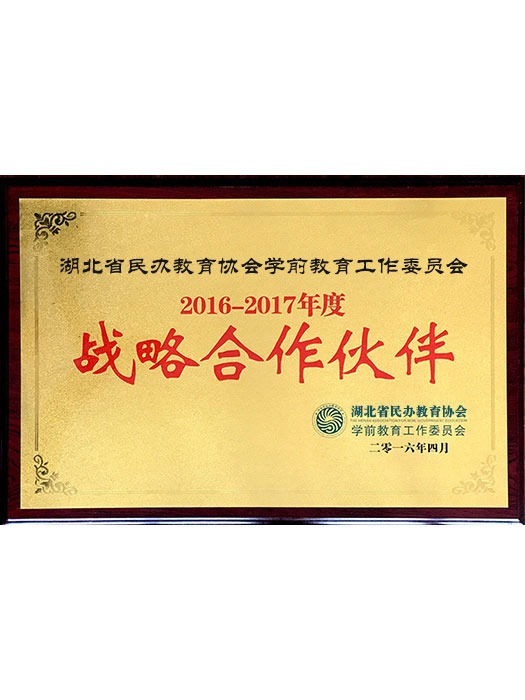 湖北省民办教育协会学前教育工作委员会
2016-2017年度
战略合作伙伴
湖北省民办教育协会
学前教育工作委员会
二零一六年四月